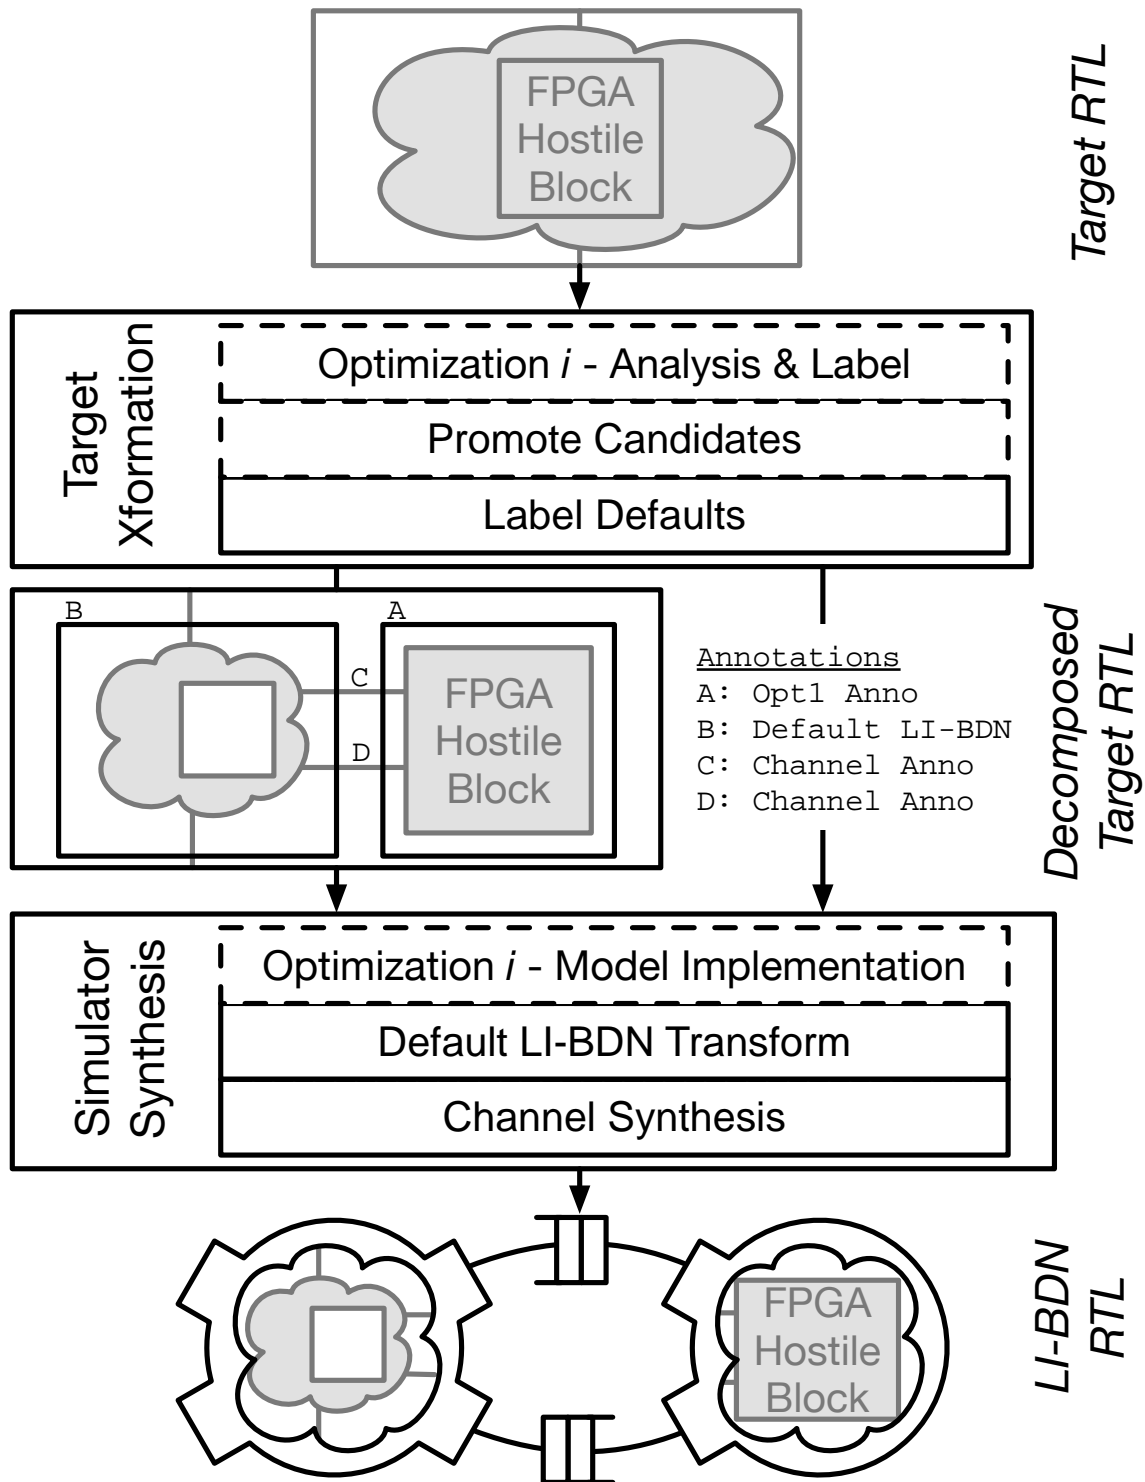 FPGA
Hostile
Block
Target RTL
Target
Xformation
Optimization i - Analysis & Label
Promote Candidates
Label Defaults
B
A
C
D
FPGA
Hostile
Block
Annotations
A: Opt1 Anno
B: Default LI-BDN
C: Channel Anno
D: Channel Anno
Decomposed
Target RTL
Simulator
Synthesis
Optimization i - Model Implementation
Default LI-BDN Transform
Channel Synthesis
FPGA
Hostile
Block
LI-BDN
RTL